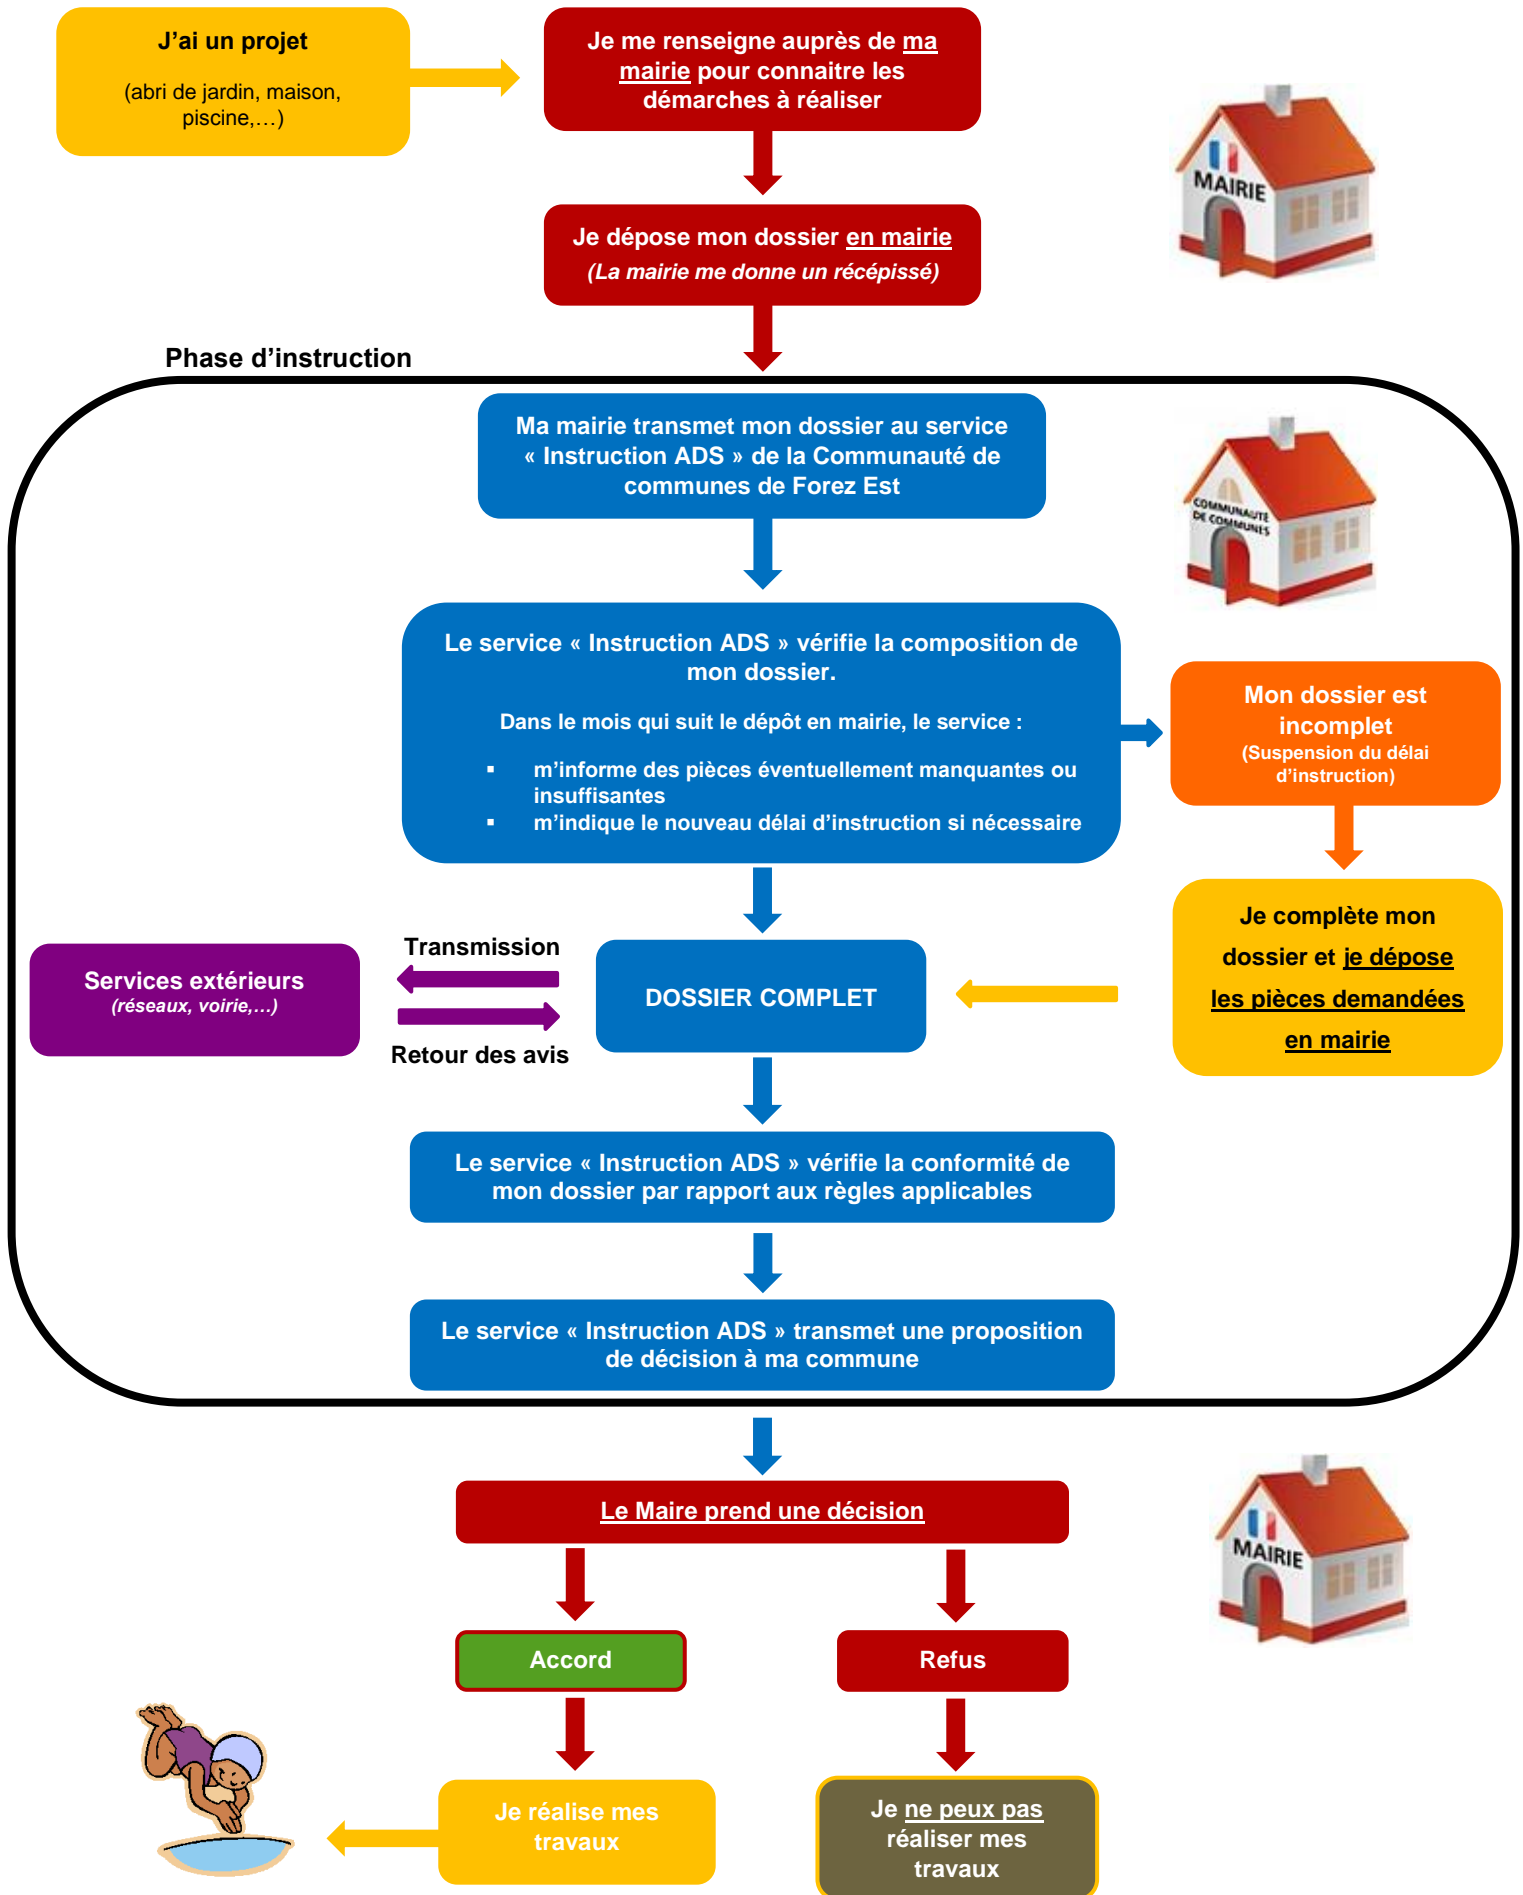 J'ai un projet
(abri de jardin, maison,
piscine,…)
Je me renseigne auprès de ma
mairie pour connaitre les
démarches à réaliser
MAIRIE
Je dépose mon dossier en mairie
(La mairie me donne un récépissé)
Phase d'instruction
Ma mairie transmet mon dossier au service
« Instruction ADS » de la Communauté de
communes de Forez Est
COMMUNAUTÉ
DE COMMUNES
Le service « Instruction ADS » vérifie la composition de
mon dossier.
Dans le mois qui suit le dépôt en mairie, le service :
▪ m'informe des pièces éventuellement manquantes ou
insuffisantes
▪ m'indique le nouveau délai d'instruction si nécessaire
Mon dossier est
incomplet
(Suspension du délai
d'instruction)
Je complète mon
dossier et je dépose
les pièces demandées
en mairie
Transmission
Services extérieurs
(réseaux, voirie,…)
DOSSIER COMPLET
Retour des avis
Le service « Instruction ADS » vérifie la conformité de
mon dossier par rapport aux règles applicables
Le service « Instruction ADS » transmet une proposition
de décision à ma commune
Le Maire prend une décision
MAIRIE
Accord
Refus
Je réalise mes
travaux
Je ne peux pas
réaliser mes
travaux